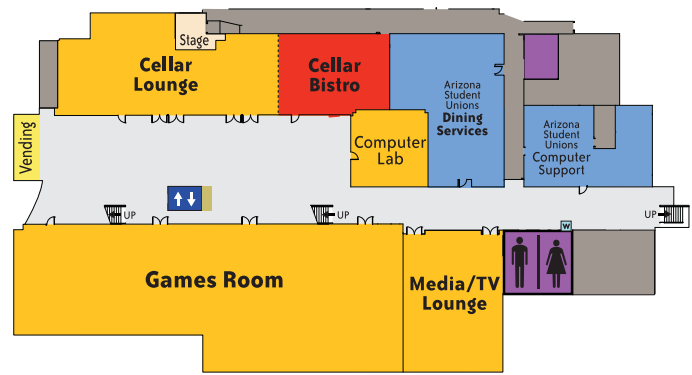 Stage
Cellar
Lounge
Cellar
Bistro
Arizona
Student
Unions
Dining
Services
Arizona
Student
Unions
Computer
Support
Vending
Computer
Lab
UP
UP
UP
W
Games Room
Media/TV
Lounge